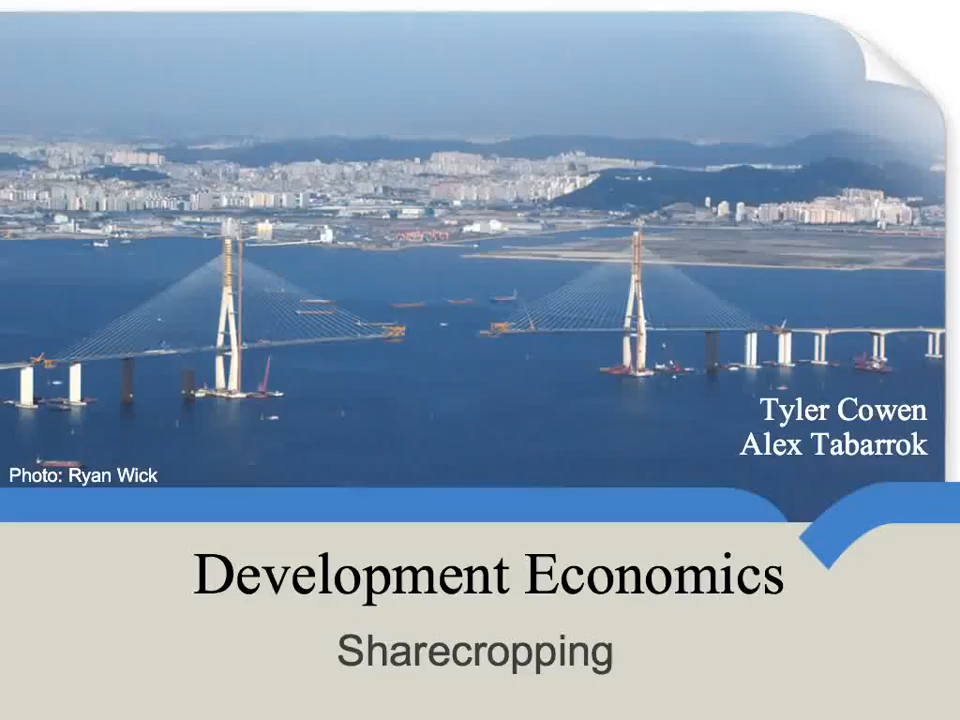 Tyler Cowen
Alex Tabarrok
Photo: Ryan Wick
Development Economics
Sharecropping